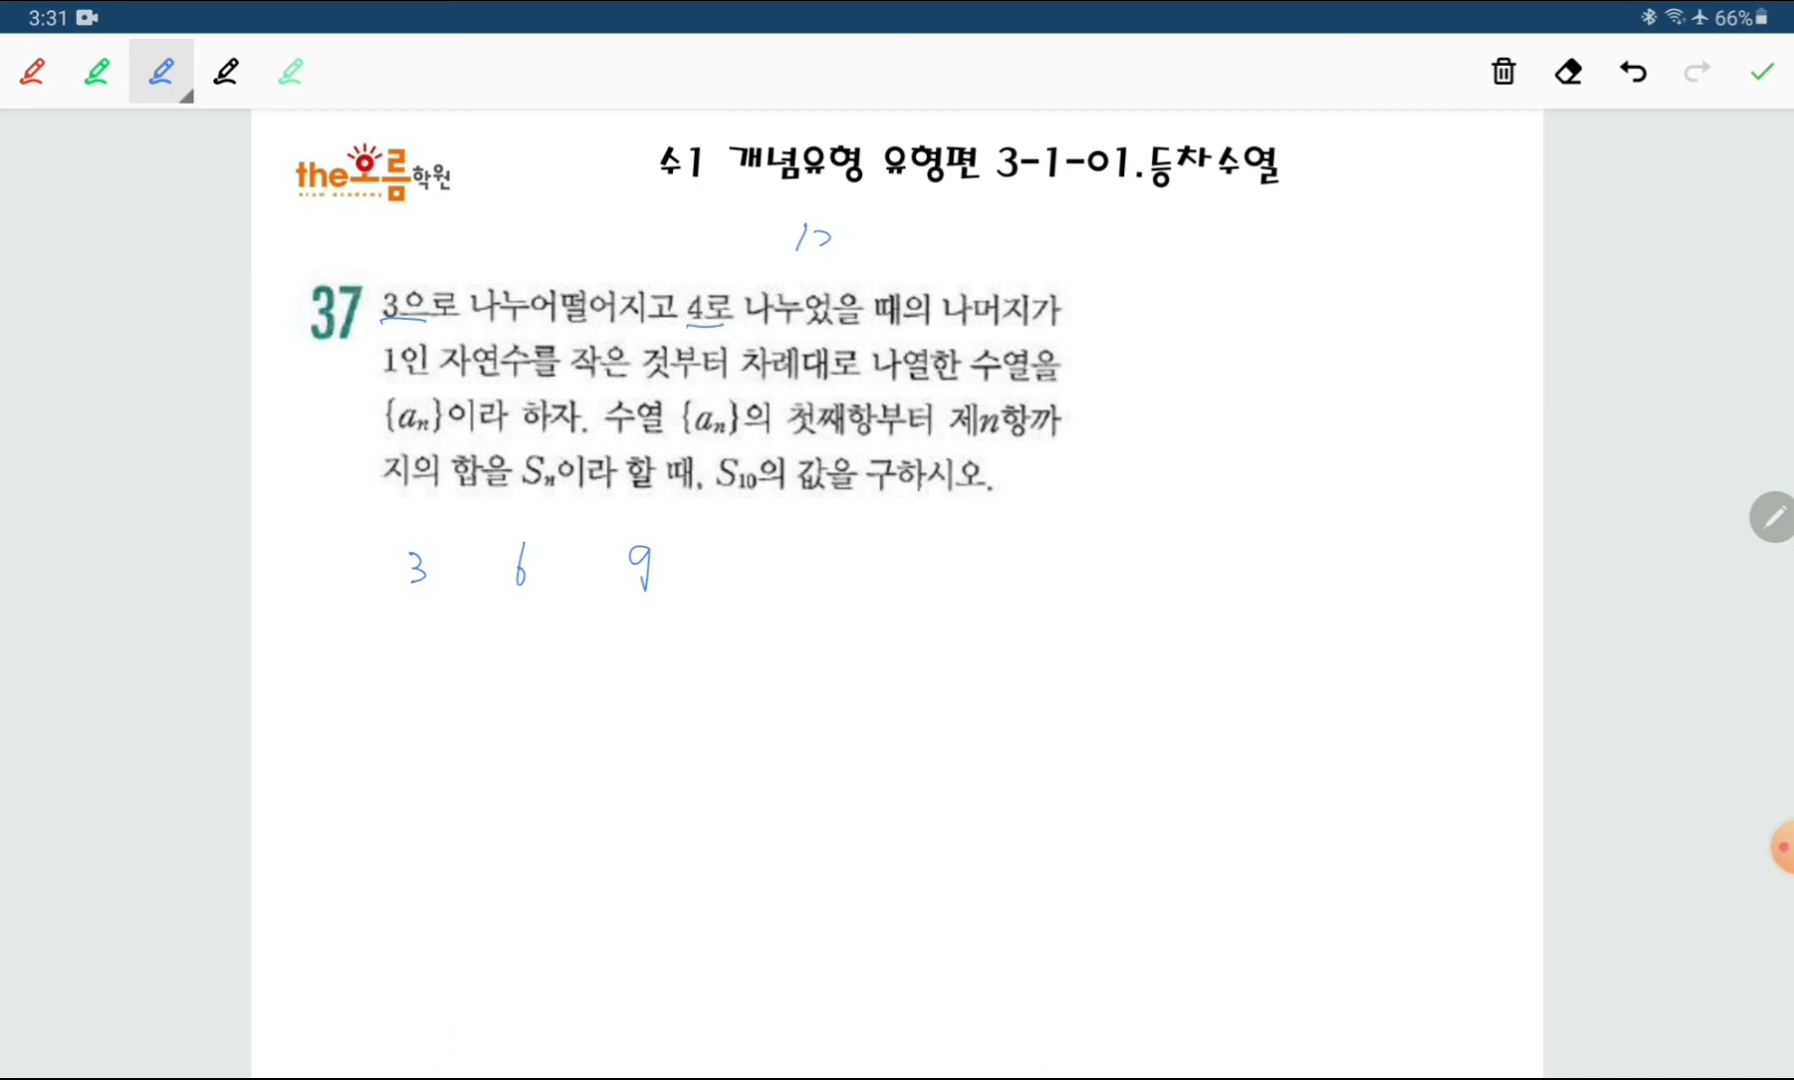 3:31
66%
the오름학원
수1 개념유형 유형편 3-1-01.등차수열
37 3으로 나누어떨어지고 4로 나누었을 때의 나머지가
1인 자연수를 작은 것부터 차례대로 나열한 수열을
{aₙ}이라 하자. 수열 {aₙ}의 첫째항부터 제n항까
지의 합을 Sₙ이라 할 때, S₁₀의 값을 구하시오.
3 6 9